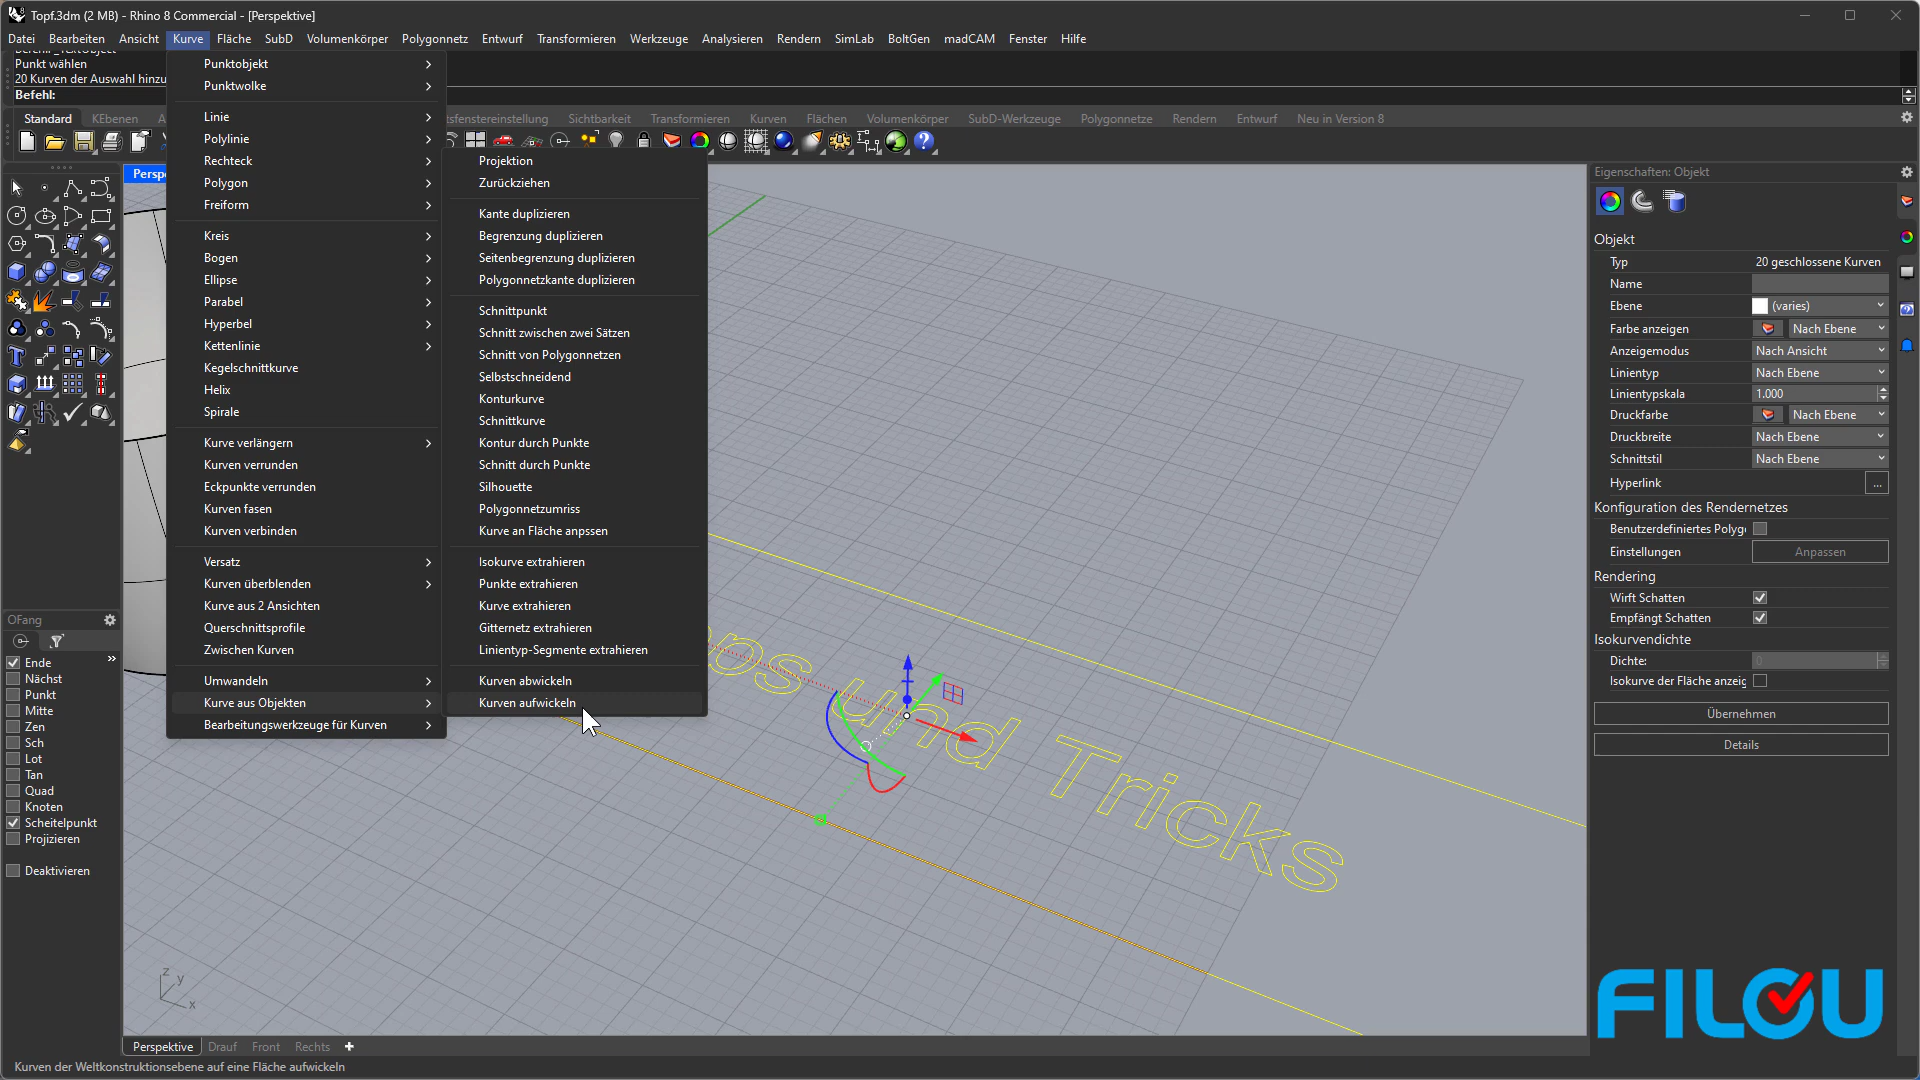 Topf.3dm (2 MB) - Rhino 8 Commercial - [Perspektive]
Datei Bearbeiten Ansicht Kurve Fläche SubD Volumenkörper Polygonnetz Entwurf Transformieren Werkzeuge Analysieren Rendern SimLab BoltGen madCAM Fenster Hilfe
Punkt wählen
20 Kurven der Auswahl hinzu
Befehl:
Standard KEbenen A
tsfenstereinstellung Sichtbarkeit Transformieren Kurven Flächen Volumenkörper SubD-Werkzeuge Polygonnetze Rendern Entwurf Neu in Version 8
Persp
Punktobjekt
Punktwolke
Linie
Polylinie
Rechteck
Polygon
Freiform
Kreis
Bogen
Ellipse
Parabel
Hyperbel
Kettenlinie
Kegelschnittkurve
Helix
Spirale
Kurve verlängern
Kurven verrunden
Eckpunkte verrunden
Kurven fasen
Kurven verbinden
Versatz
Kurven überblenden
Kurve aus 2 Ansichten
Querschnittsprofile
Zwischen Kurven
Umwandeln
Kurve aus Objekten
Bearbeitungswerkzeuge für Kurven
Projektion
Zurückziehen
Kante duplizieren
Begrenzung duplizieren
Seitenbegrenzung duplizieren
Polygonnetzkante duplizieren
Schnittpunkt
Schnitt zwischen zwei Sätzen
Schnitt von Polygonnetzen
Selbstschneidend
Konturkurve
Schnittkurve
Kontur durch Punkte
Schnitt durch Punkte
Silhouette
Polygonnetzumriss
Kurve an Fläche anpssen
Isokurve extrahieren
Punkte extrahieren
Kurve extrahieren
Gitternetz extrahieren
Linientyp-Segmente extrahieren
Kurven abwickeln
Kurven aufwickeln
ps und Tricks
OFang
Ende
Nächst
Punkt
Mitte
Zen
Sch
Lot
Tan
Quad
Knoten
Scheitelpunkt
Projizieren
Deaktivieren
z
y
x
Perspektive Drauf Front Rechts
Kurven der Weltkonstruktionsebene auf eine Fläche aufwickeln
Eigenschaften: Objekt
Objekt
Typ 20 geschlossene Kurven
Name
Ebene (varies)
Farbe anzeigen Nach Ebene
Anzeigemodus Nach Ansicht
Linientyp Nach Ebene
Linientypskala 1.000
Druckfarbe Nach Ebene
Druckbreite Nach Ebene
Schnittstil Nach Ebene
Hyperlink ...
Konfiguration des Rendernetzes
Benutzerdefiniertes Polyg
Einstellungen Anpassen
Rendering
Wirft Schatten
Empfängt Schatten
Isokurvendichte
Dichte: 0
Isokurve der Fläche anzeig
Übernehmen
Details
FILOU